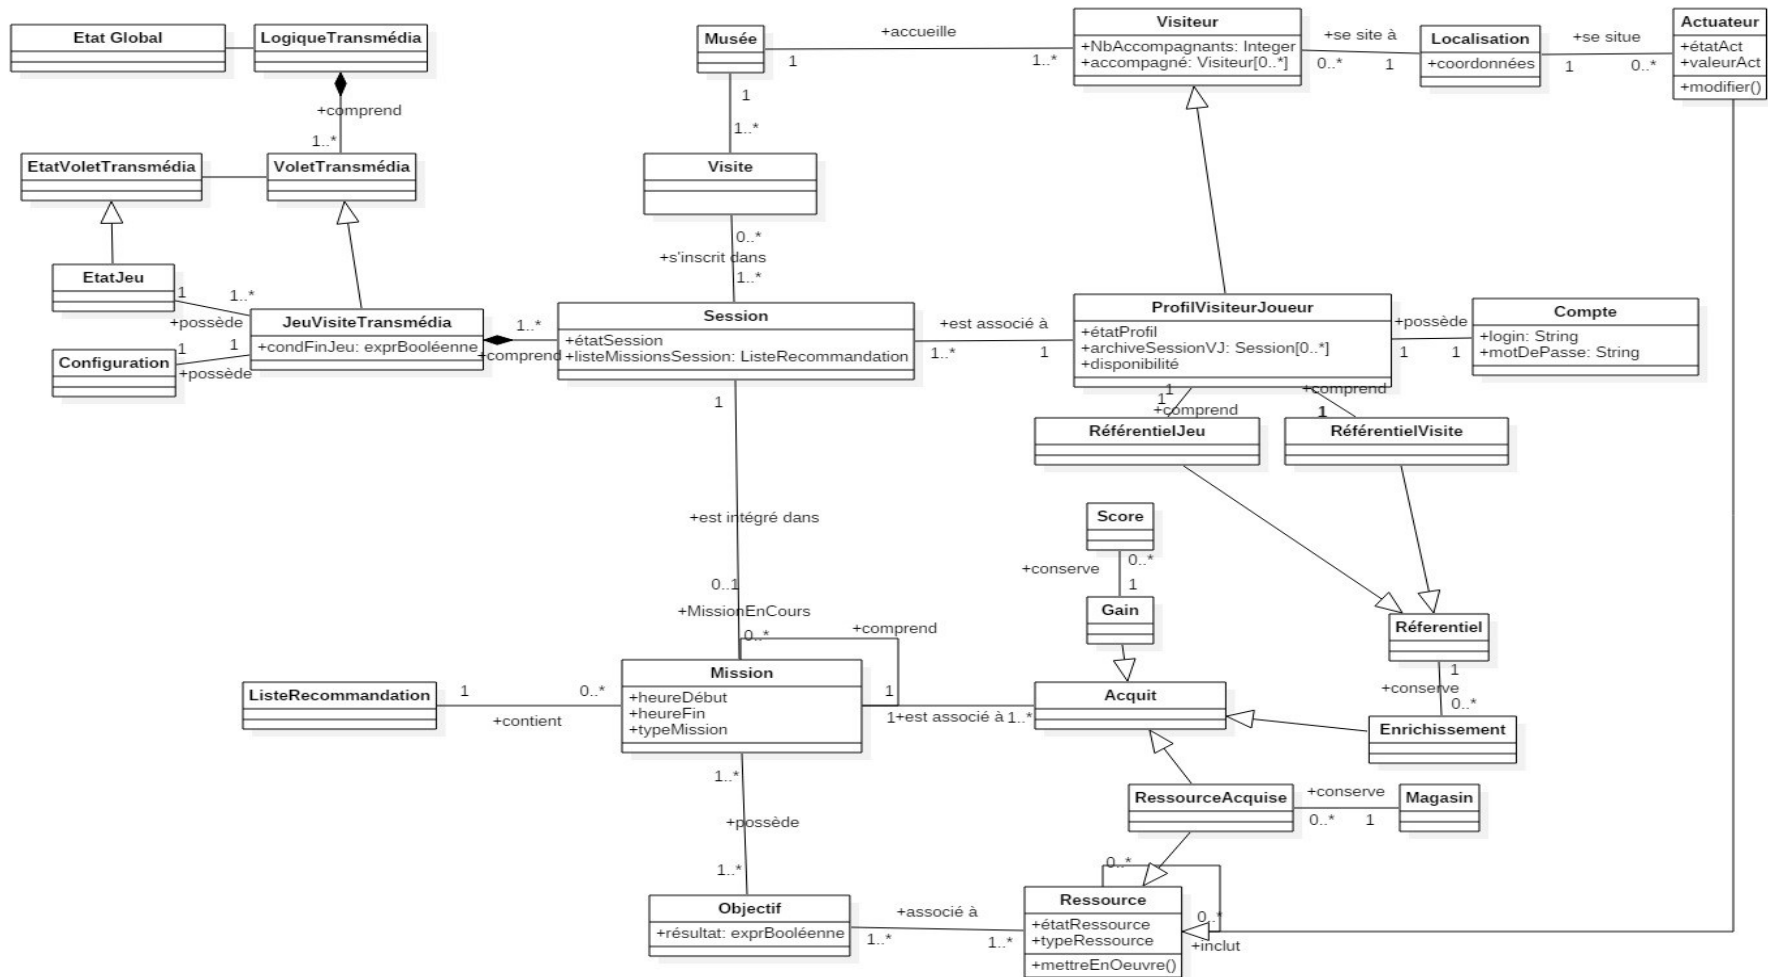 Etat Global
LogiqueTransmédia
Musée
+accueille
1
1..*
Visiteur
+NbAccompagnants: Integer
+accompagné: Visiteur[0..*]
+se site à
0..*
1
Localisation
+coordonnées
+se situe
1
0..*
Actuateur
+étatAct
+valeurAct
+modifier()
+comprend
1..*
1
1..*
EtatVoletTransmédia
VoletTransmédia
Visite
0..*
+s'inscrit dans
1..*
EtatJeu
1
1..*
+possède
JeuVisiteTransmédia
+condFinJeu: exprBooléenne
1..*
+comprend
Session
+étatSession
+listeMissionsSession: ListeRecommandation
+est associé à
1..*
1
ProfilVisiteurJoueur
+étatProfil
+archiveSessionVJ: Session[0..*]
+disponibilité
+possède
1
1
Compte
+login: String
+motDePasse: String
Configuration
1
1
+possède
1
1
1
+comprend
+comprend
1
RéférentielJeu
RéférentielVisite
+est intégré dans
Score
0..*
+conserve
1
Gain
0..1
+MissionEnCours
0..*
+comprend
Réferentiel
1
+conserve
0..*
ListeRecommandation
1
0..*
+contient
Mission
+heureDébut
+heureFin
+typeMission
1
1
+est associé à
1..*
Acquit
Enrichissement
1..*
+possède
1..*
RessourceAcquise
+conserve
0..*
1
Magasin
Objectif
+résultat: exprBooléenne
+associé à
1..*
1..*
0..*
Ressource
+étatRessource
+typeRessource
+mettreEnOeuvre()
0..*
+inclut